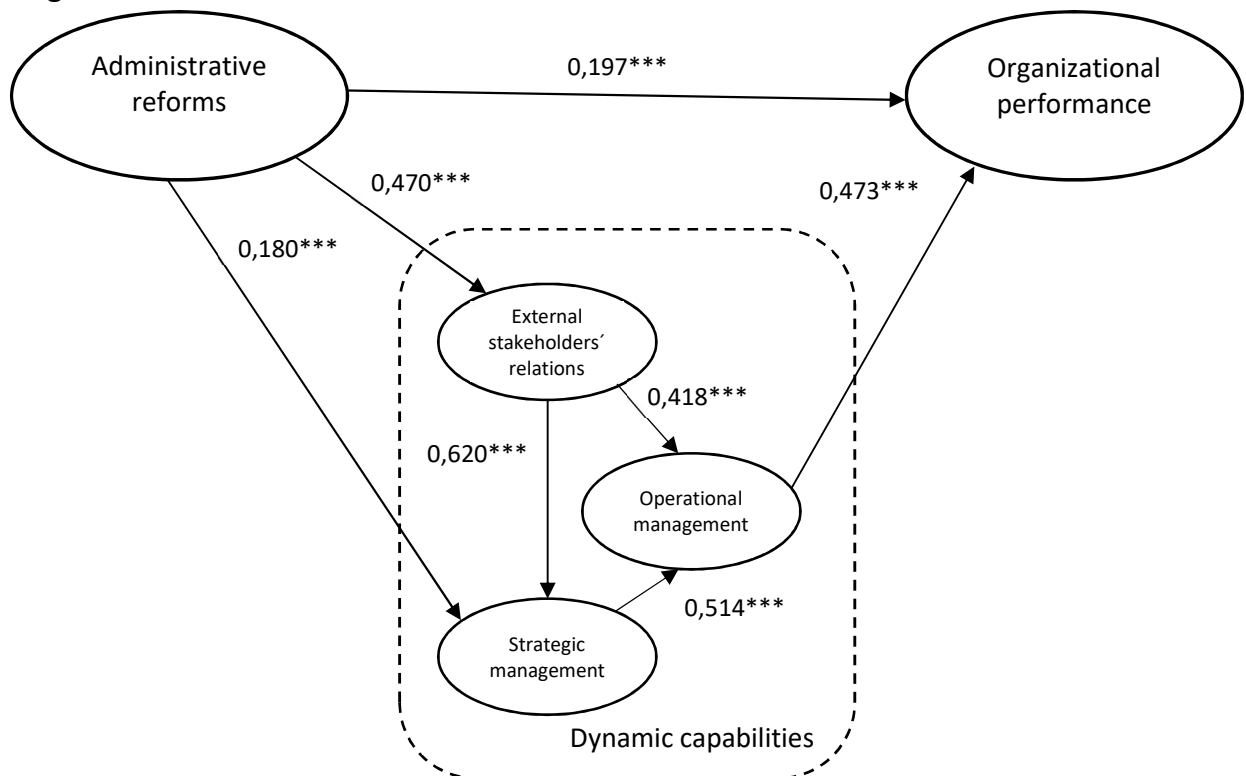 Administrative
reforms
0,197***
Organizational
performance
0,470***
0,473***
0,180***
External
stakeholders´
relations
0,418***
0,620***
Operational
management
0,514***
Strategic
management
Dynamic capabilities